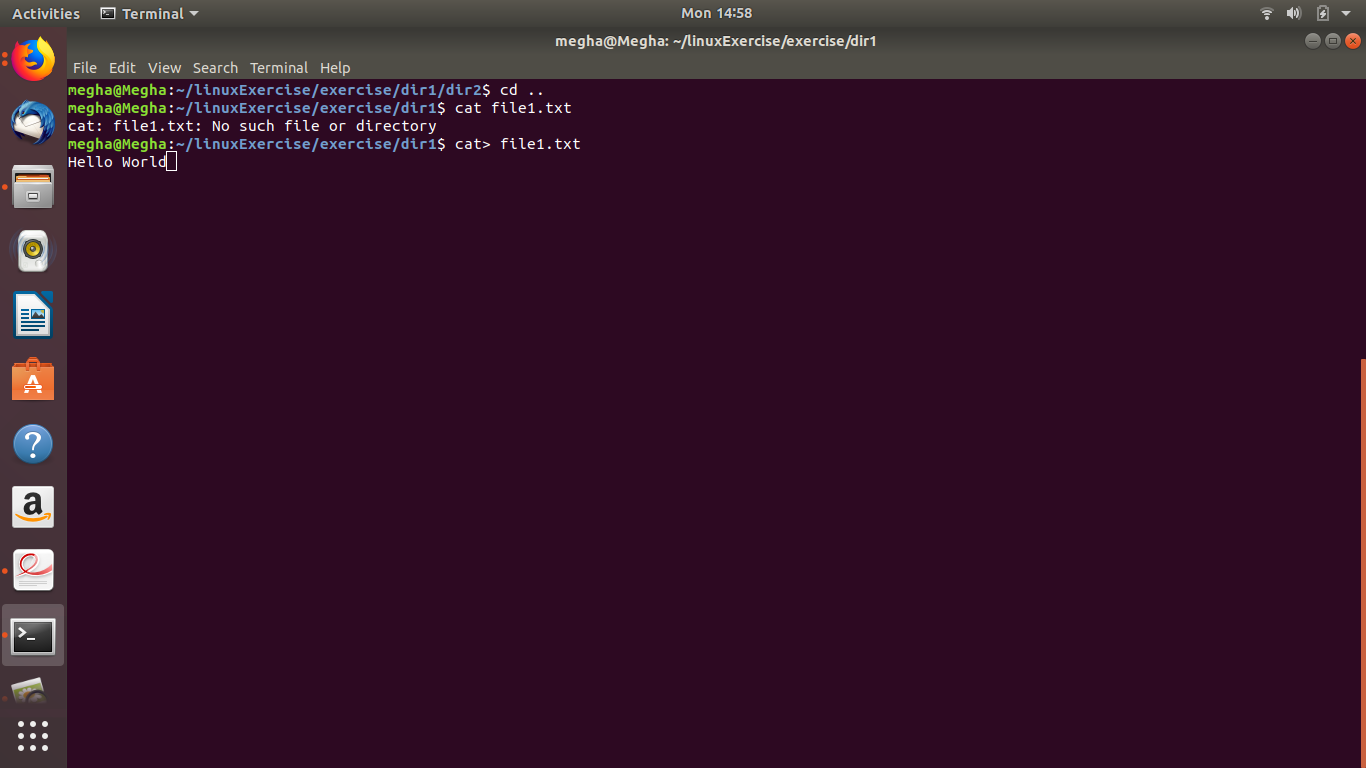 Activities Terminal Mon 14:58
megha@Megha: ~/linuxExercise/exercise/dir1
File Edit View Search Terminal Help
megha@Megha:~/linuxExercise/exercise/dir1/dir2$ cd ..
megha@Megha:~/linuxExercise/exercise/dir1$ cat file1.txt
cat: file1.txt: No such file or directory
megha@Megha:~/linuxExercise/exercise/dir1$ cat> file1.txt
Hello World